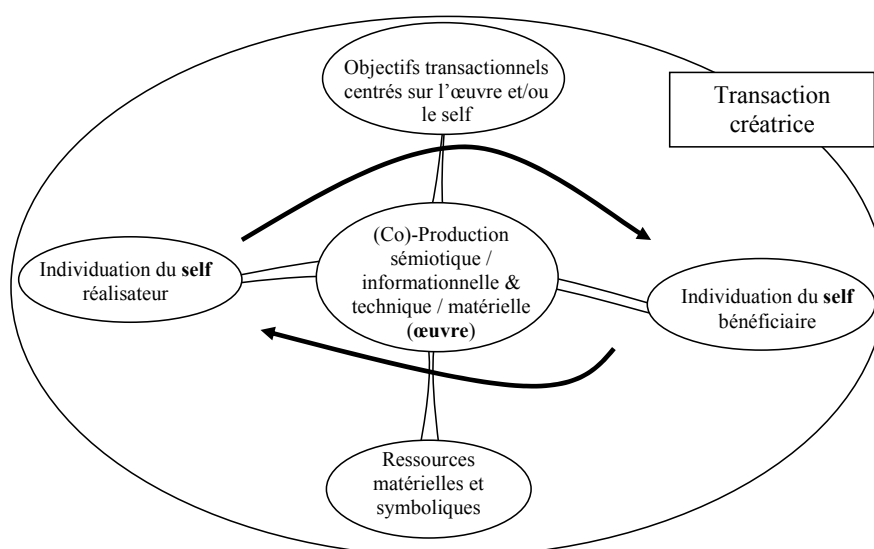 Objectifs transactionnels
centrés sur l’œuvre et/ou
le self
Transaction
créatrice
(Co)-Production
sémiotique /
informationnelle &
technique / matérielle
(œuvre)
Individuation du self
réalisateur
Individuation du self
bénéficiaire
Ressources
matérielles et
symboliques